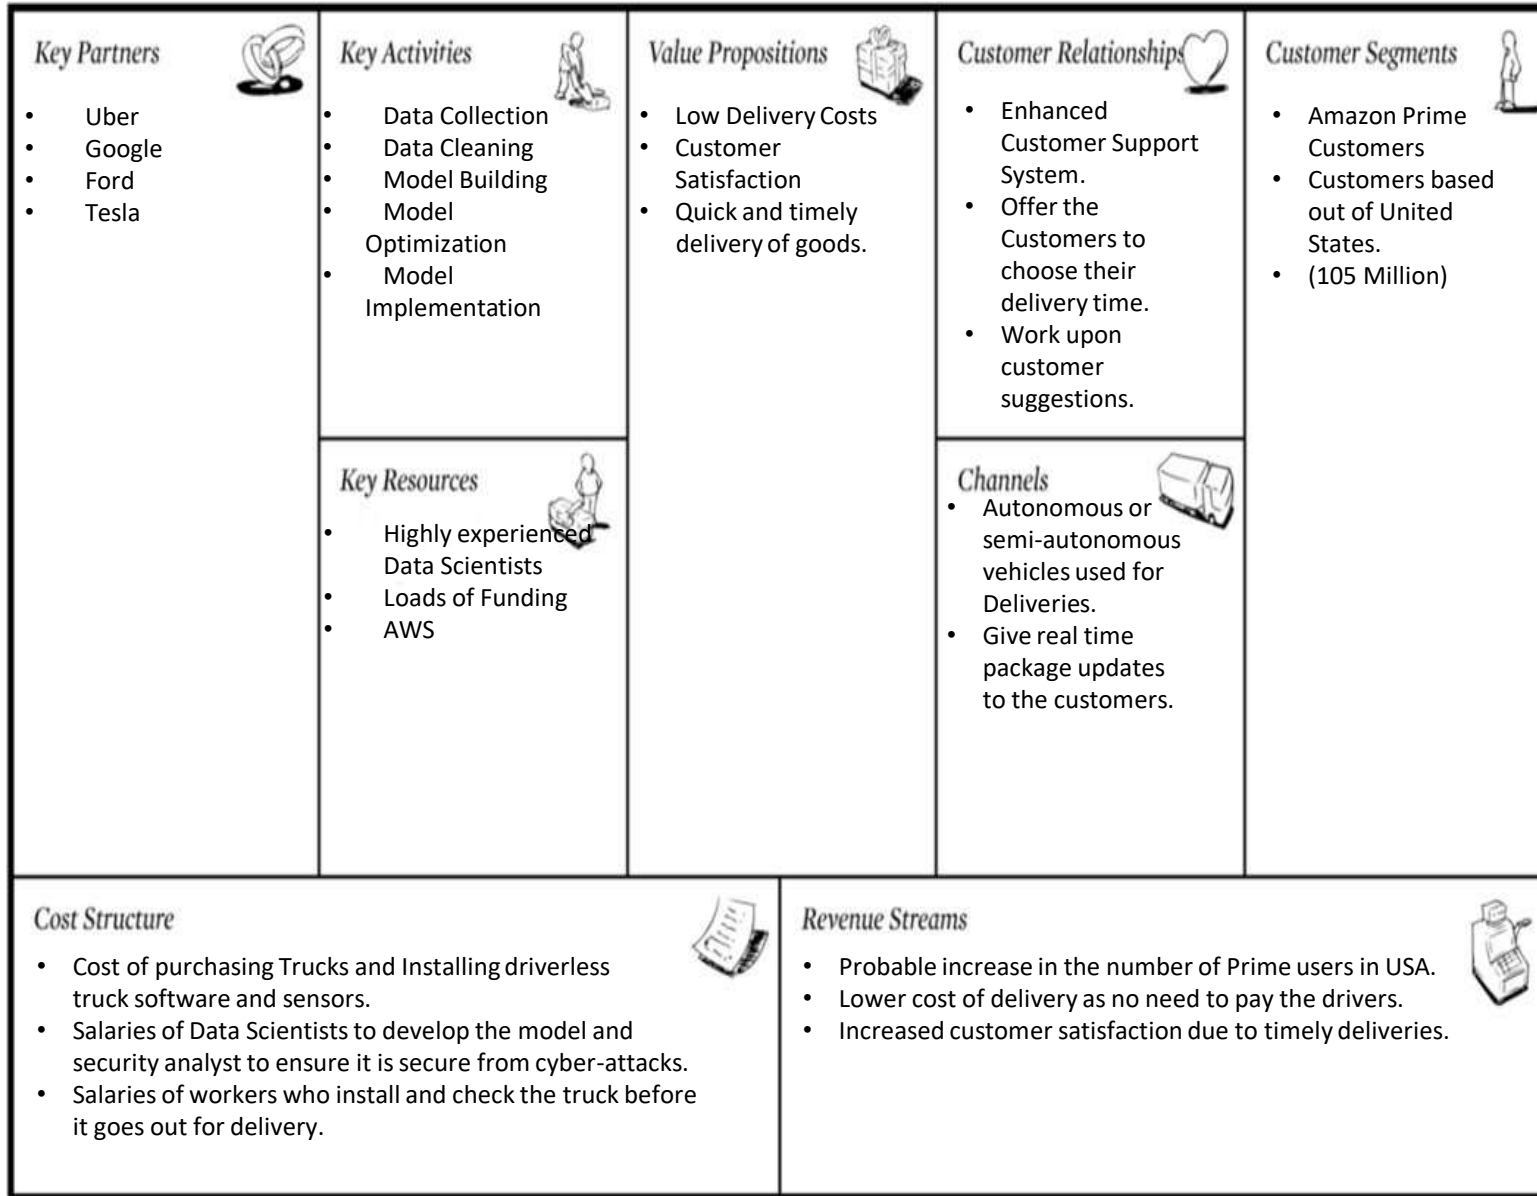 Key Partners
• Uber
• Google
• Ford
• Tesla
Key Activities
• Data Collection
• Data Cleaning
• Model Building
• Model
Optimization
• Model
Implementation
Key Resources
• Highly experienced
Data Scientists
• Loads of Funding
• AWS
Value Propositions
• Low Delivery Costs
• Customer
Satisfaction
• Quick and timely
delivery of goods.
Customer Relationships
• Enhanced
Customer Support
System.
• Offer the
Customers to
choose their
delivery time.
• Work upon
customer
suggestions.
Channels
• Autonomous or
semi-autonomous
vehicles used for
Deliveries.
• Give real time
package updates
to the customers.
Customer Segments
• Amazon Prime
Customers
• Customers based
out of United
States.
• (105 Million)
Cost Structure
• Cost of purchasing Trucks and Installing driverless
truck software and sensors.
• Salaries of Data Scientists to develop the model and
security analyst to ensure it is secure from cyber-attacks.
• Salaries of workers who install and check the truck before
it goes out for delivery.
Revenue Streams
• Probable increase in the number of Prime users in USA.
• Lower cost of delivery as no need to pay the drivers.
• Increased customer satisfaction due to timely deliveries.